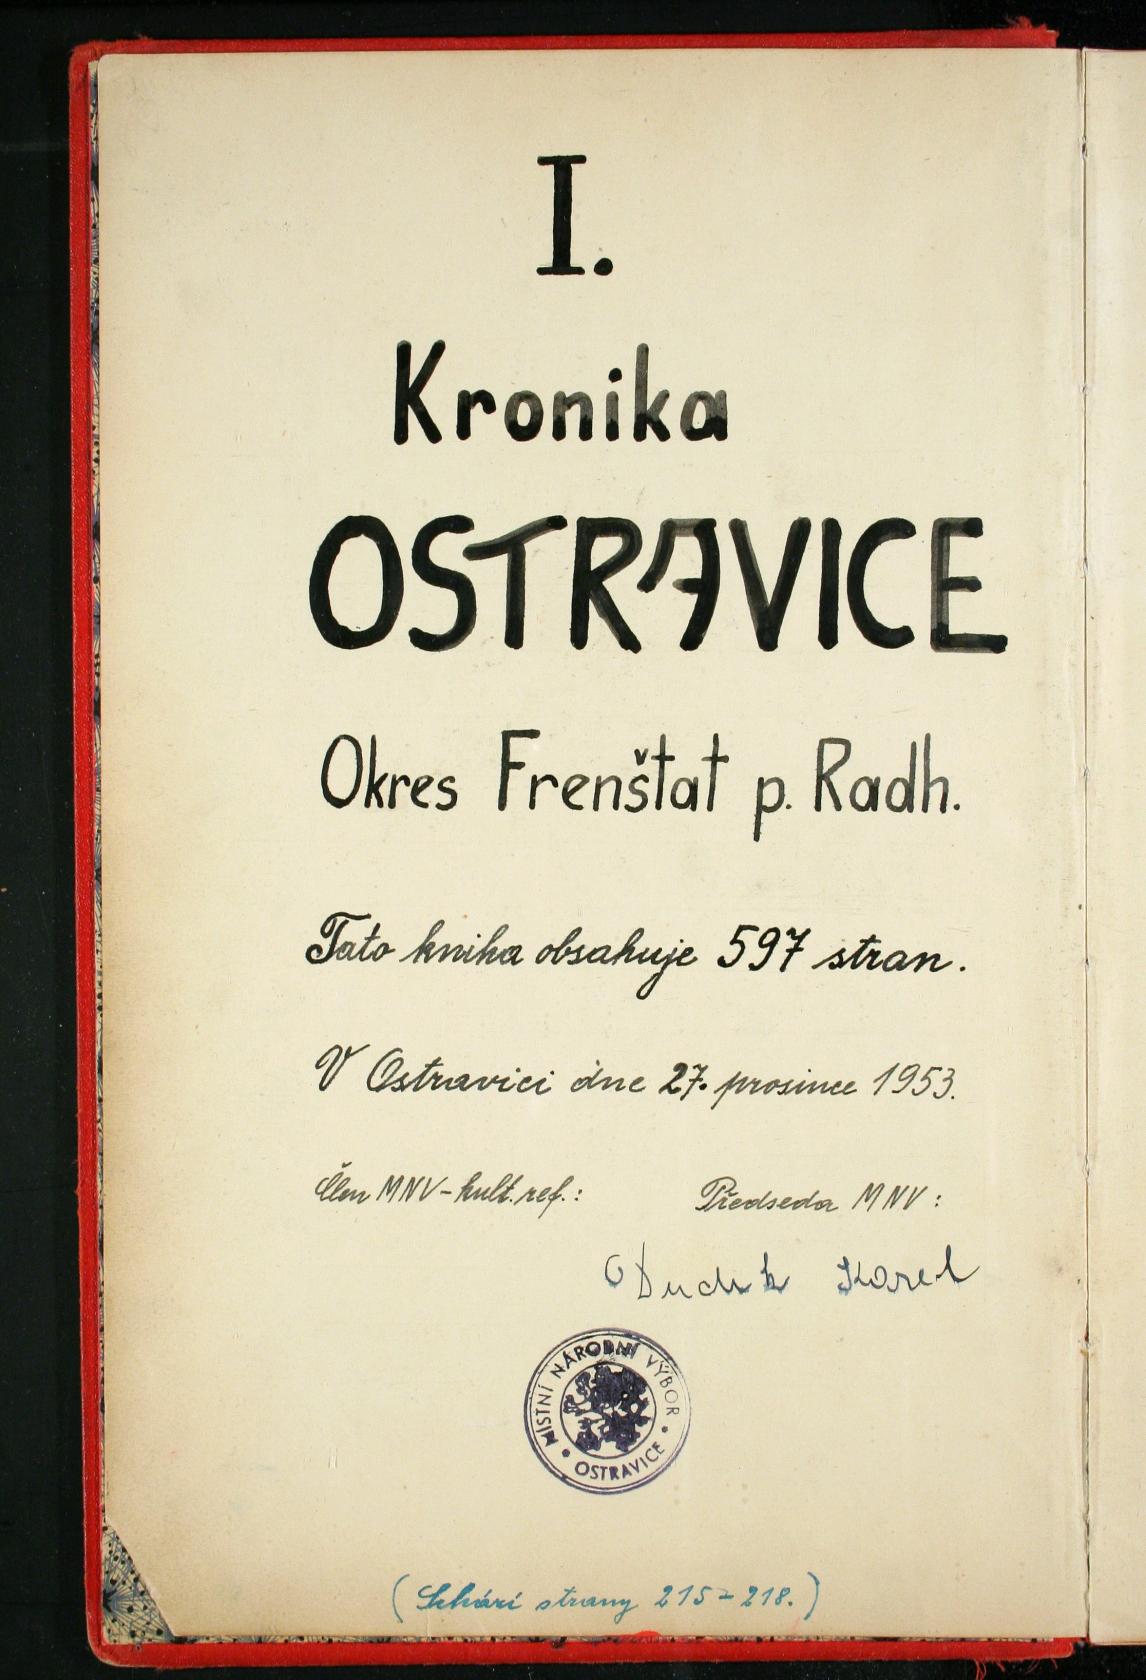 I.
Kronika
OSTRAVICE
Okres Frenštat p. Radh.
Tato kniha obsahuje 597 stran.
V Ostravici dne 27. prosince 1953.
Člen MNV-kult. ref.: Předseda MNV:
Karel
MÍSTNÍ NÁRODNÍ VÝBOR
• OSTRAVICE •
(Schází strany 215-218.)